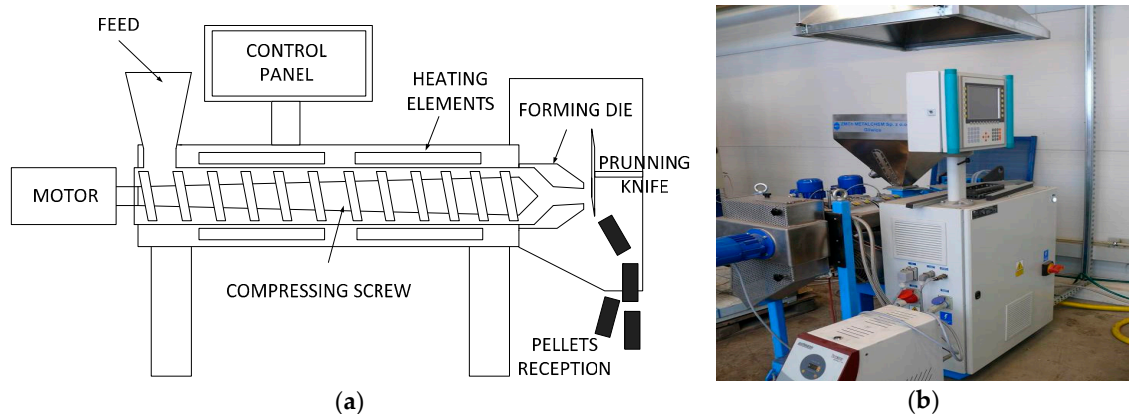 FEED
CONTROL
PANEL
HEATING
ELEMENTS
FORMING DIE
PRUNNING
KNIFE
MOTOR
COMPRESSING SCREW
PELLETS
RECEPTION
(a)
(b)